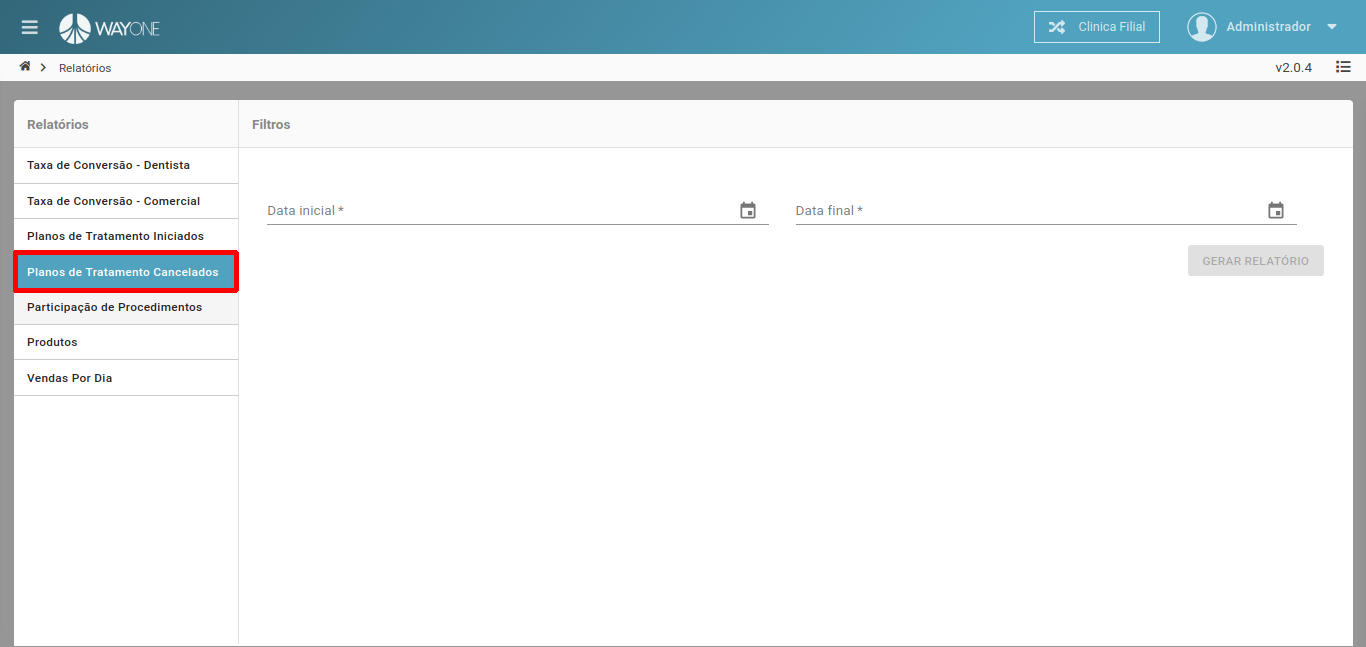 WAYONE
Clinica Filial
Administrador
Relatórios
v2.0.4
Relatórios
Filtros
Taxa de Conversão - Dentista
Taxa de Conversão - Comercial
Planos de Tratamento Iniciados
Planos de Tratamento Cancelados
Participação de Procedimentos
Produtos
Vendas Por Dia
Data inicial *
Data final *
GERAR RELATÓRIO